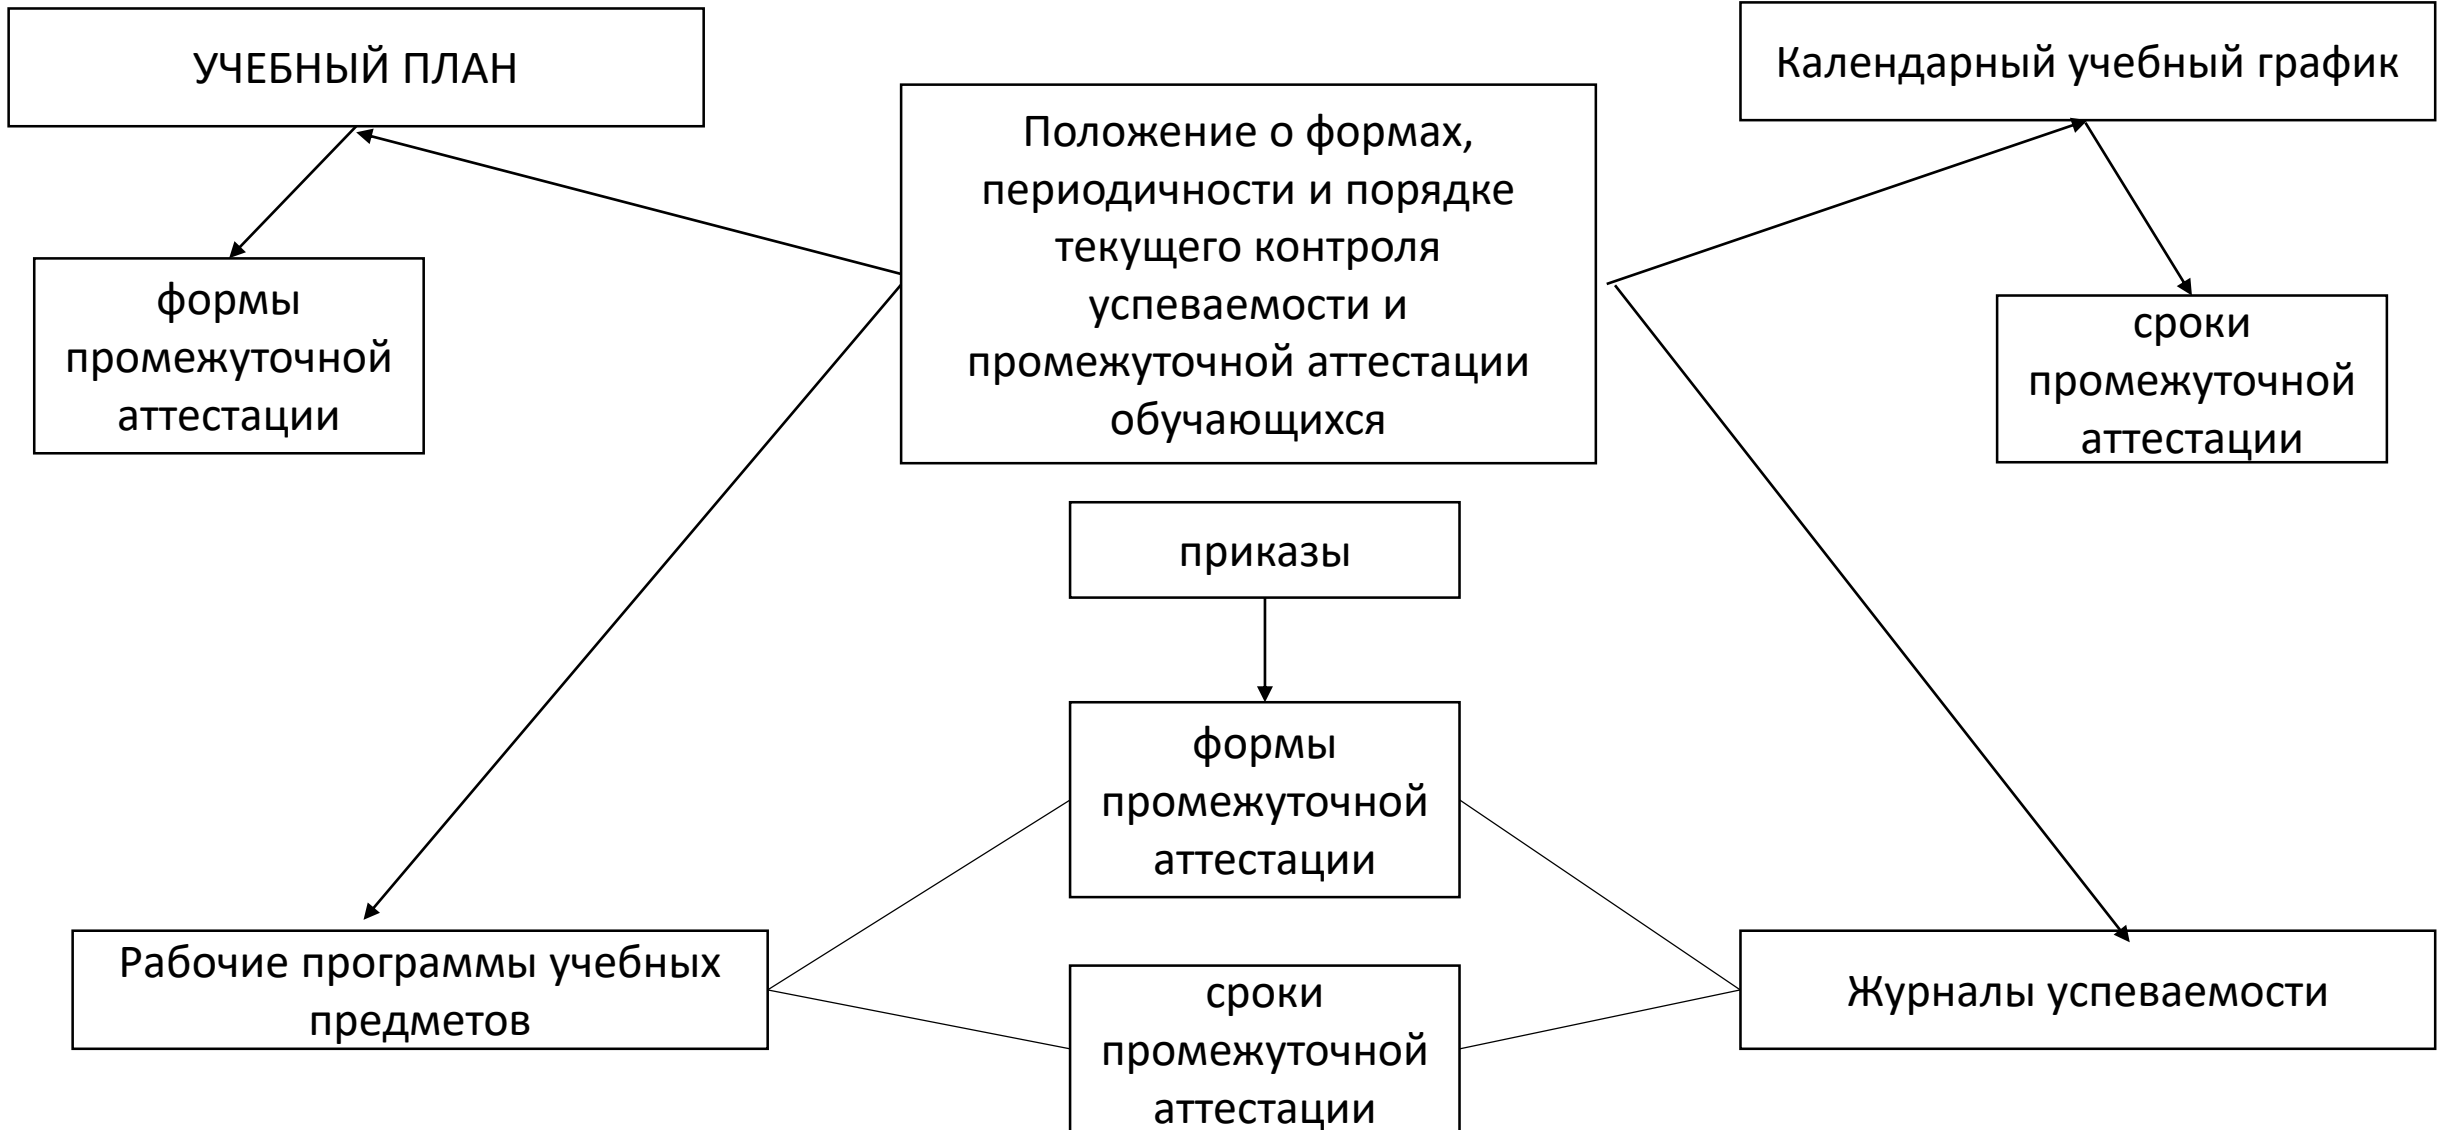 УЧЕБНЫЙ ПЛАН
Календарный учебный график
Положение о формах,
периодичности и порядке
текущего контроля
успеваемости и
промежуточной аттестации
обучающихся
формы
промежуточной
аттестации
сроки
промежуточной
аттестации
приказы
формы
промежуточной
аттестации
Рабочие программы учебных
предметов
сроки
промежуточной
аттестации
Журналы успеваемости